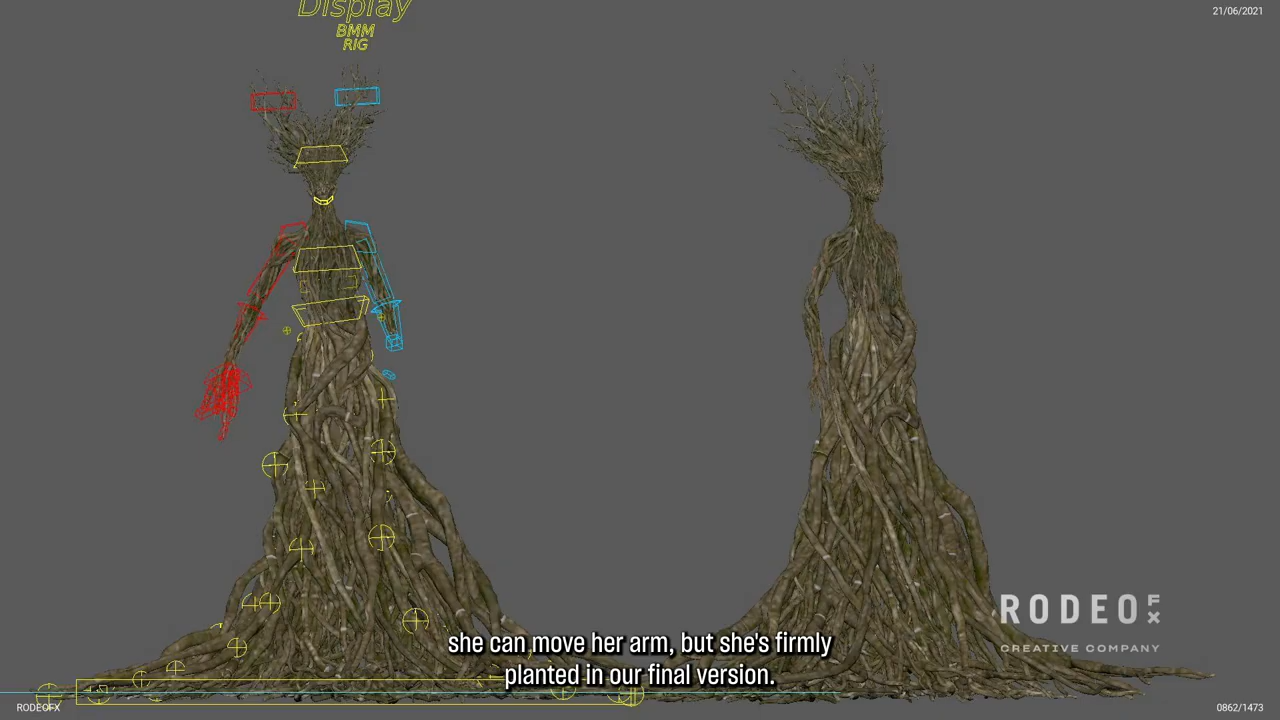 Display
BMM
RIG
21/06/2021
RODEO FX
CREATIVE COMPANY
she can move her arm, but she's firmly
planted in our final version.
RODEOFX
0862/1473